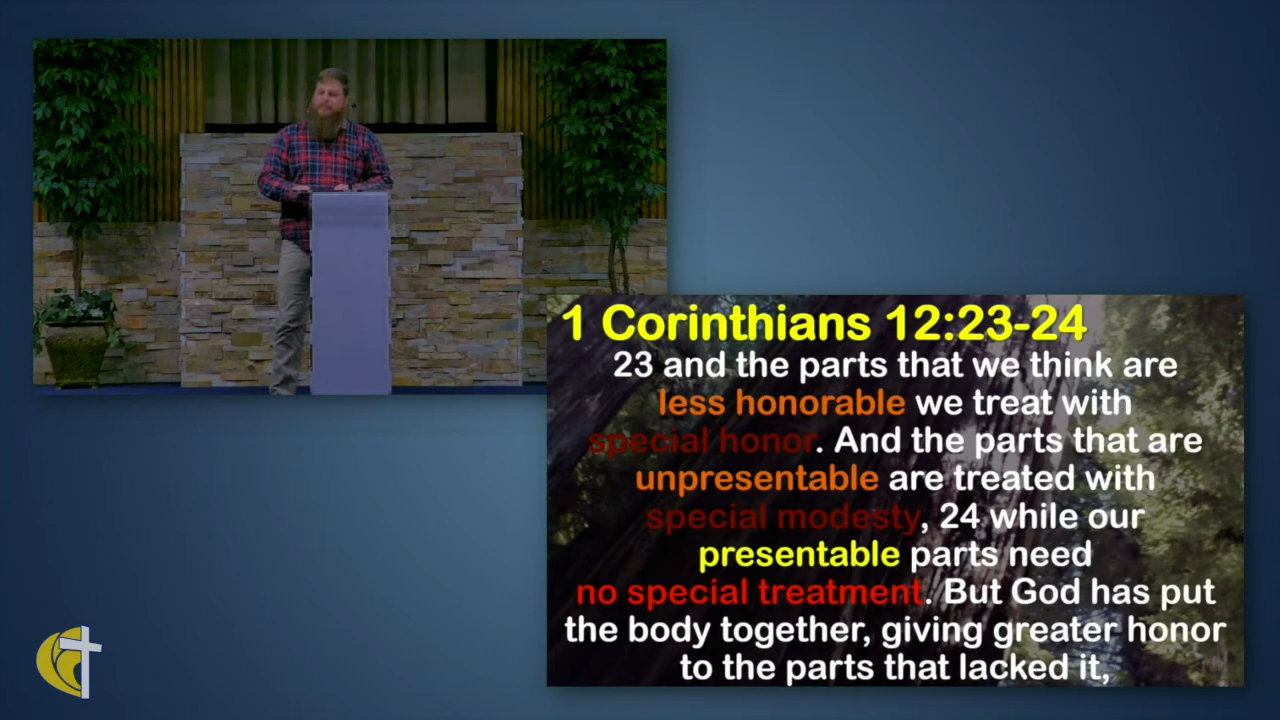 1 Corinthians 12:23-24
23 and the parts that we think are
less honorable we treat with
special honor. And the parts that are
unpresentable are treated with
special modesty, 24 while our
presentable parts need
no special treatment. But God has put
the body together, giving greater honor
to the parts that lacked it,